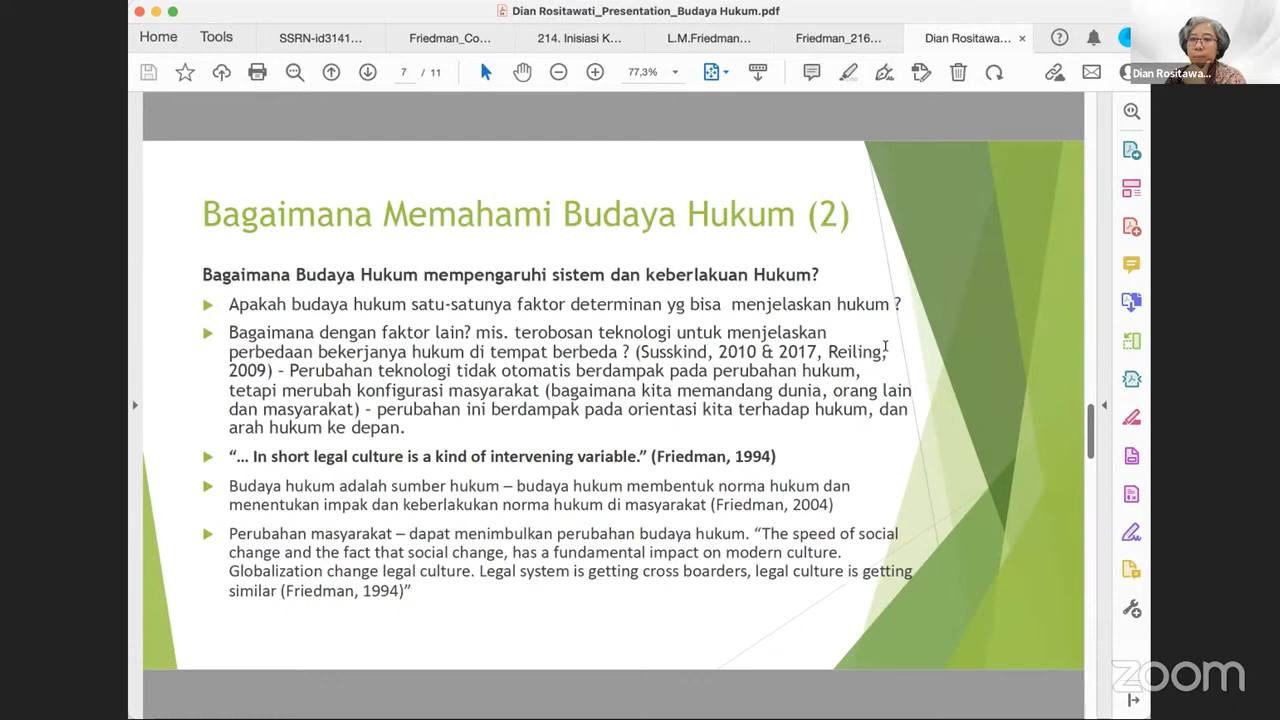 Dian Rositawati_Presentation_Budaya Hukum.pdf
Home
Tools
SSRN-id3141...
Friedman_Co...
214. Inisiasi K...
L.M.Friedman...
Friedman_216...
Dian Rositawa...
7 / 11
77,3%
Dian Rositawa...
Bagaimana Memahami Budaya Hukum (2)
Bagaimana Budaya Hukum mempengaruhi sistem dan keberlakuan Hukum?
Apakah budaya hukum satu-satunya faktor determinan yg bisa menjelaskan hukum ?
Bagaimana dengan faktor lain? mis. terobosan teknologi untuk menjelaskan
perbedaan bekerjanya hukum di tempat berbeda ? (Susskind, 2010 & 2017, Reiling,
2009) - Perubahan teknologi tidak otomatis berdampak pada perubahan hukum,
tetapi merubah konfigurasi masyarakat (bagaimana kita memandang dunia, orang lain
dan masyarakat) - perubahan ini berdampak pada orientasi kita terhadap hukum, dan
arah hukum ke depan.
“... In short legal culture is a kind of intervening variable.” (Friedman, 1994)
Budaya hukum adalah sumber hukum – budaya hukum membentuk norma hukum dan
menentukan impak dan keberlakukan norma hukum di masyarakat (Friedman, 2004)
Perubahan masyarakat – dapat menimbulkan perubahan budaya hukum. “The speed of social
change and the fact that social change, has a fundamental impact on modern culture.
Globalization change legal culture. Legal system is getting cross boarders, legal culture is getting
similar (Friedman, 1994)”
zoom